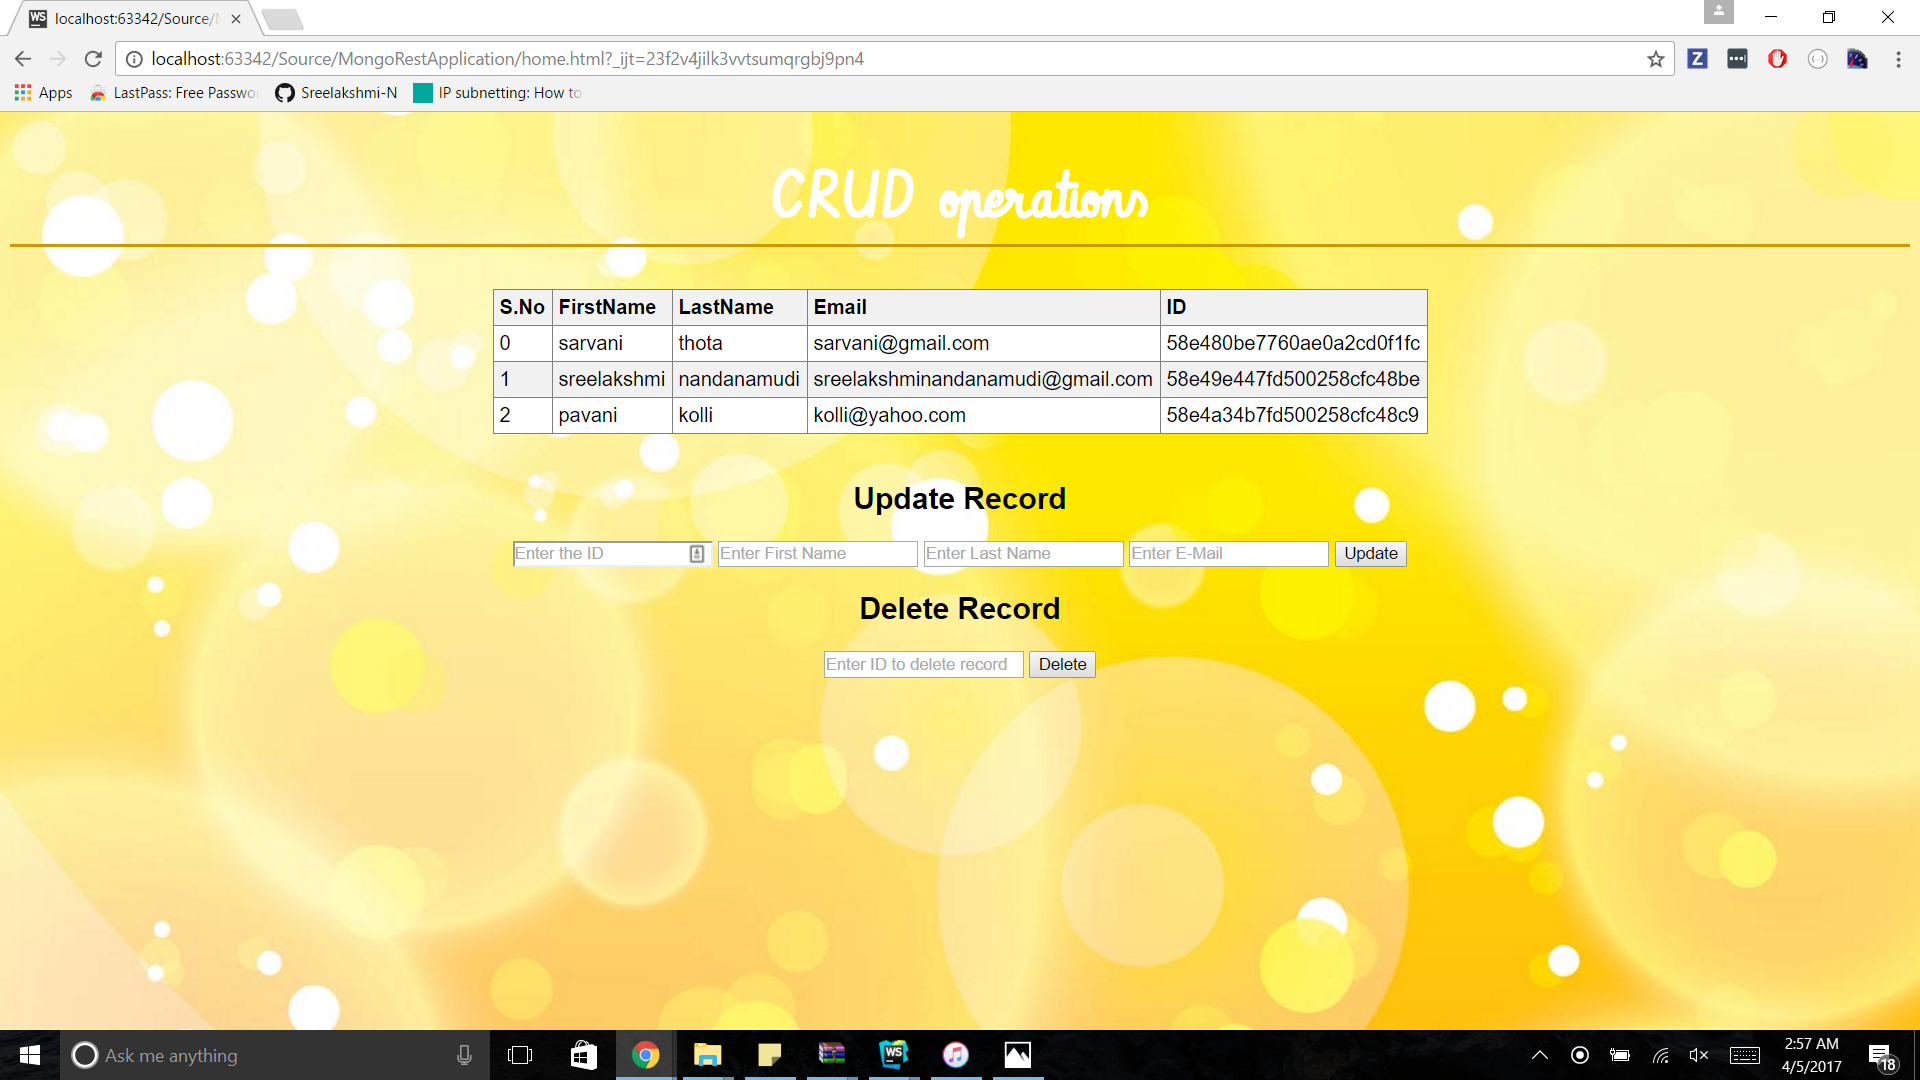 WS localhost:63342/Source/
localhost:63342/Source/MongoRestApplication/home.html?_ijt=23f2v4jilk3vvtsumqrgbj9pn4
Z
Apps LastPass: Free Passwo Sreelakshmi-N IP subnetting: How to
CRUD operations
S.No FirstName LastName Email ID
0 sarvani thota sarvani@gmail.com 58e480be7760ae0a2cd0f1fc
1 sreelakshmi nandanamudi sreelakshminandanamudi@gmail.com 58e49e447fd500258cfc48be
2 pavani kolli kolli@yahoo.com 58e4a34b7fd500258cfc48c9
Update Record
Enter the ID Enter First Name Enter Last Name Enter E-Mail Update
Delete Record
Enter ID to delete record Delete
Ask me anything WS 2:57 AM
4/5/2017 18